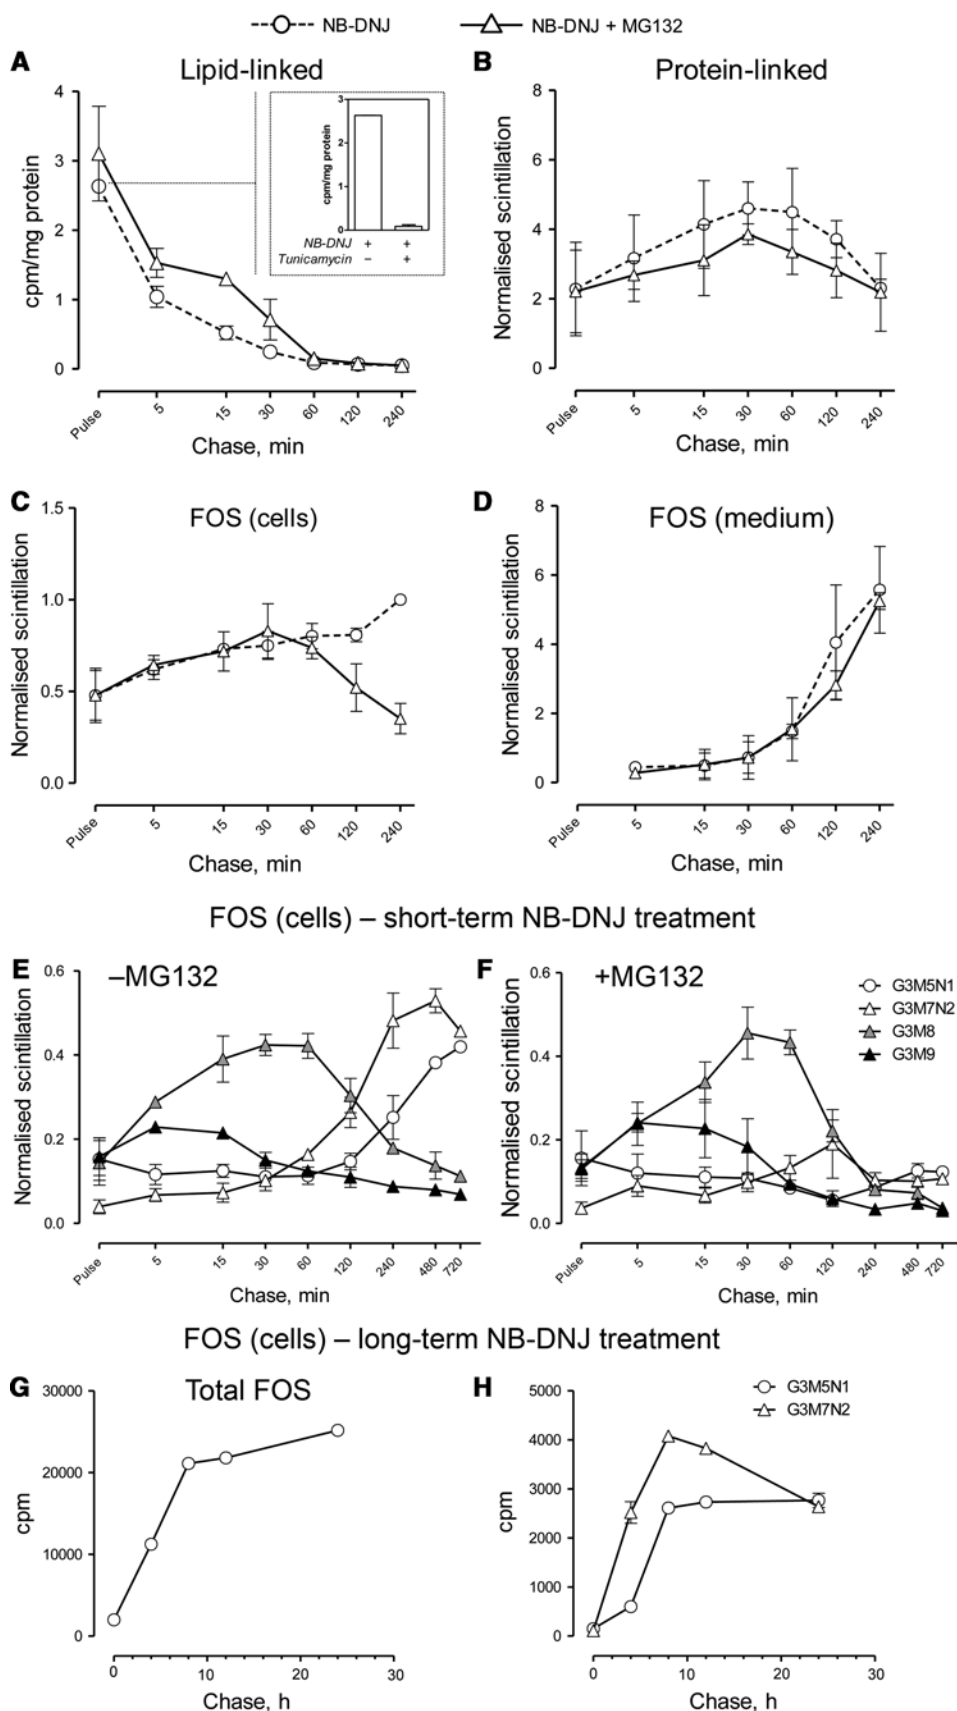 NB-DNJ NB-DNJ + MG132
A Lipid-linked
4
3
2
1
0
cpm/mg protein
3
2
1
0
cpm/mg protein
NB-DNJ + +
Tunicamycin − +
Pulse 5 15 30 60 120 240
Chase, min
B Protein-linked
8
6
4
2
0
Normalised scintillation
Pulse 5 15 30 60 120 240
Chase, min
C FOS (cells)
1.5
1.0
0.5
0.0
Normalised scintillation
Pulse 5 15 30 60 120 240
Chase, min
D FOS (medium)
8
6
4
2
0
Normalised scintillation
Pulse 5 15 30 60 120 240
Chase, min
FOS (cells) – short-term NB-DNJ treatment
E –MG132
0.6
0.4
0.2
0.0
Normalised scintillation
Pulse 5 15 30 60 120 240 480 720
Chase, min
F +MG132
0.6
0.4
0.2
0.0
Normalised scintillation
G3M5N1
G3M7N2
G3M8
G3M9
Pulse 5 15 30 60 120 240 480 720
Chase, min
FOS (cells) – long-term NB-DNJ treatment
G Total FOS
30000
20000
10000
0
cpm
0 10 20 30
Chase, h
H
G3M5N1
G3M7N2
5000
4000
3000
2000
1000
0
cpm
0 10 20 30
Chase, h